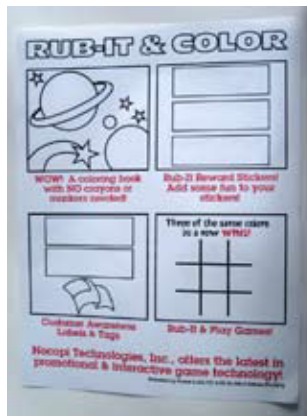 RUB-IT & COLOR
WOW! A coloring book
with NO crayons or
markers needed!
Rub-It Reward Stickers!
Add some fun to your
stickers!
Customer Awareness
Labels & Tags
Three of the same colors
in a row WINS!
Rub-It & Play Games!
Nocopi Technologies, Inc., offers the latest in
promotional & interactive game technology!